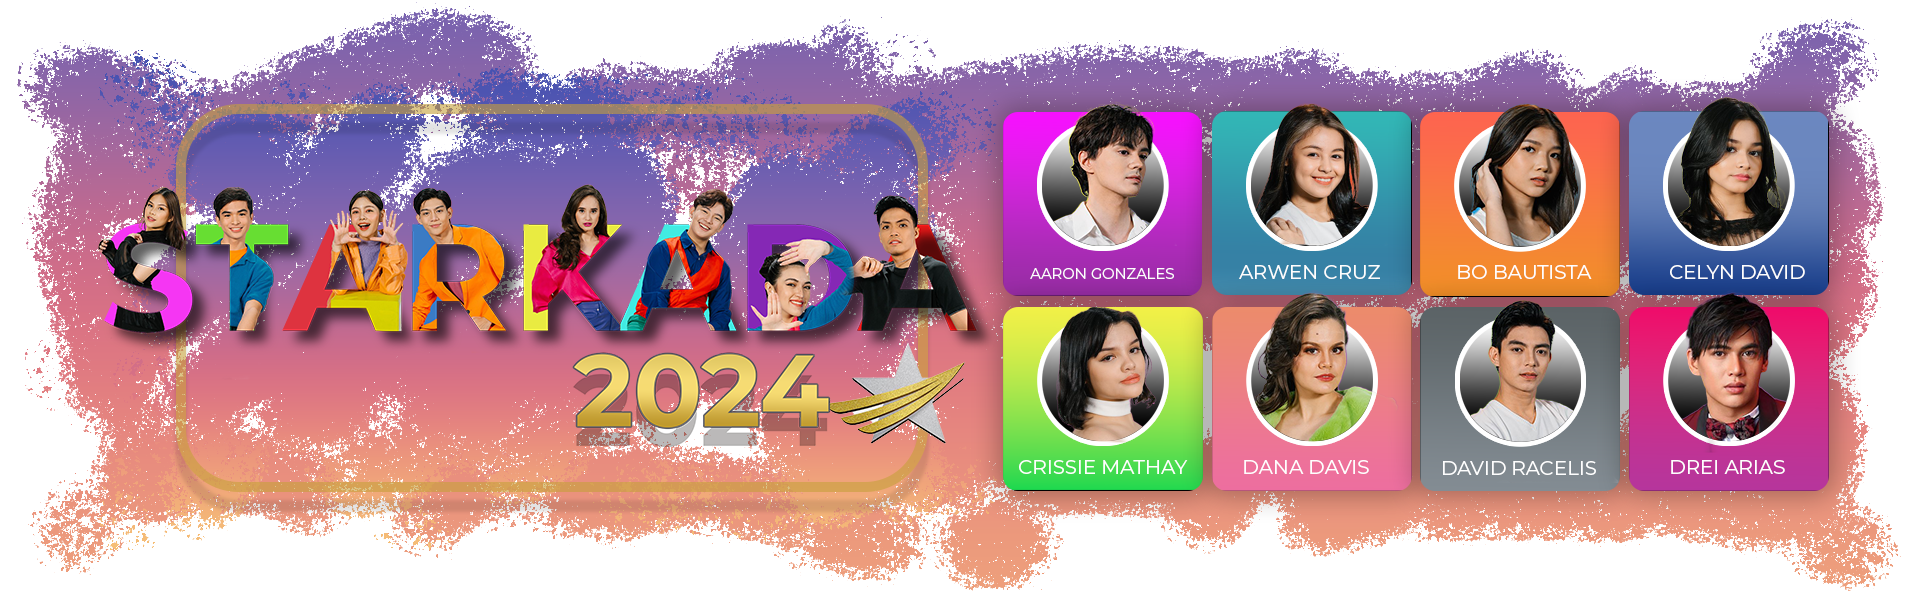 STARKADA
2024
AARON GONZALES
ARWEN CRUZ
BO BAUTISTA
CELYN DAVID
CRISSIE MATHAY
DANA DAVIS
DAVID RACELIS
DREI ARIAS